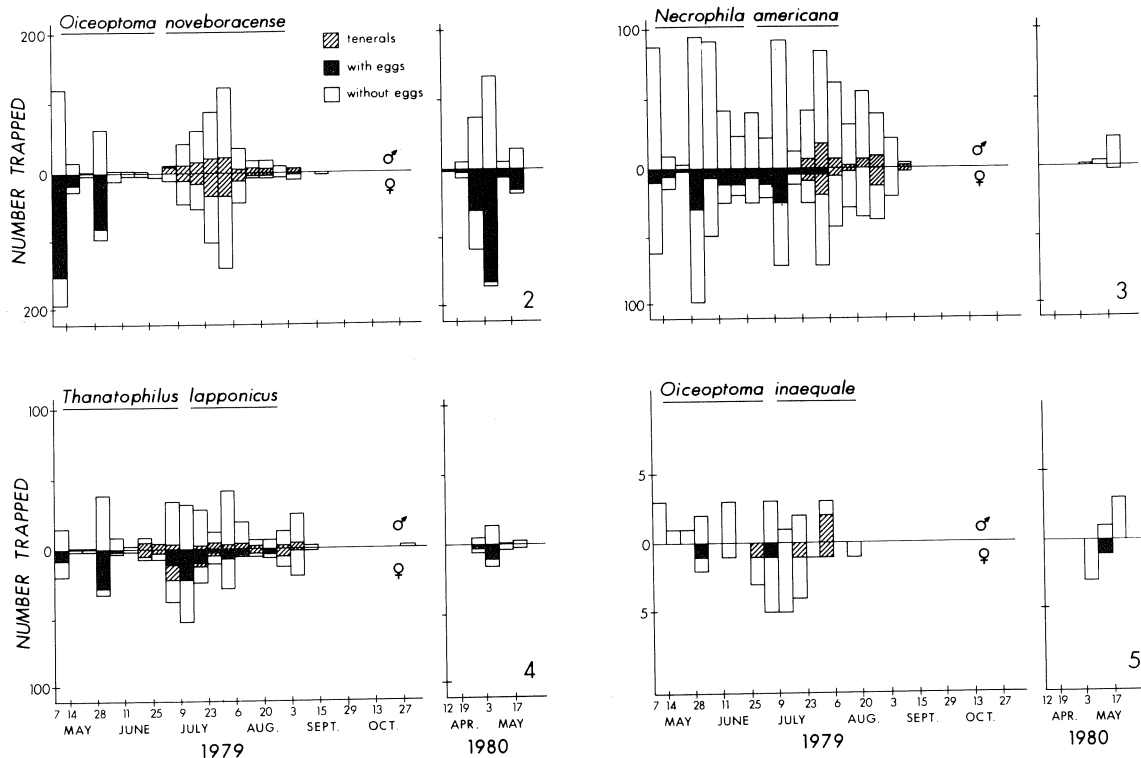 Oiceoptoma noveboracense
200
0
200
NUMBER TRAPPED
tenerals
with eggs
without eggs
♂
♀
2
Necrophila americana
100
0
100
♂
♀
3
Thanatophilus lapponicus
100
0
100
NUMBER TRAPPED
♂
♀
4
7 14 28 11 25 9 23 6 20 3 15 29 13 27
MAY JUNE JULY AUG. SEPT. OCT.
1979
12 19 3 17
APR. MAY
1980
Oiceoptoma inaequale
5
0
5
♂
♀
5
7 14 28 11 25 9 23 6 20 3 15 29 13 27
MAY JUNE JULY AUG. SEPT. OCT.
1979
12 19 3 17
APR. MAY
1980